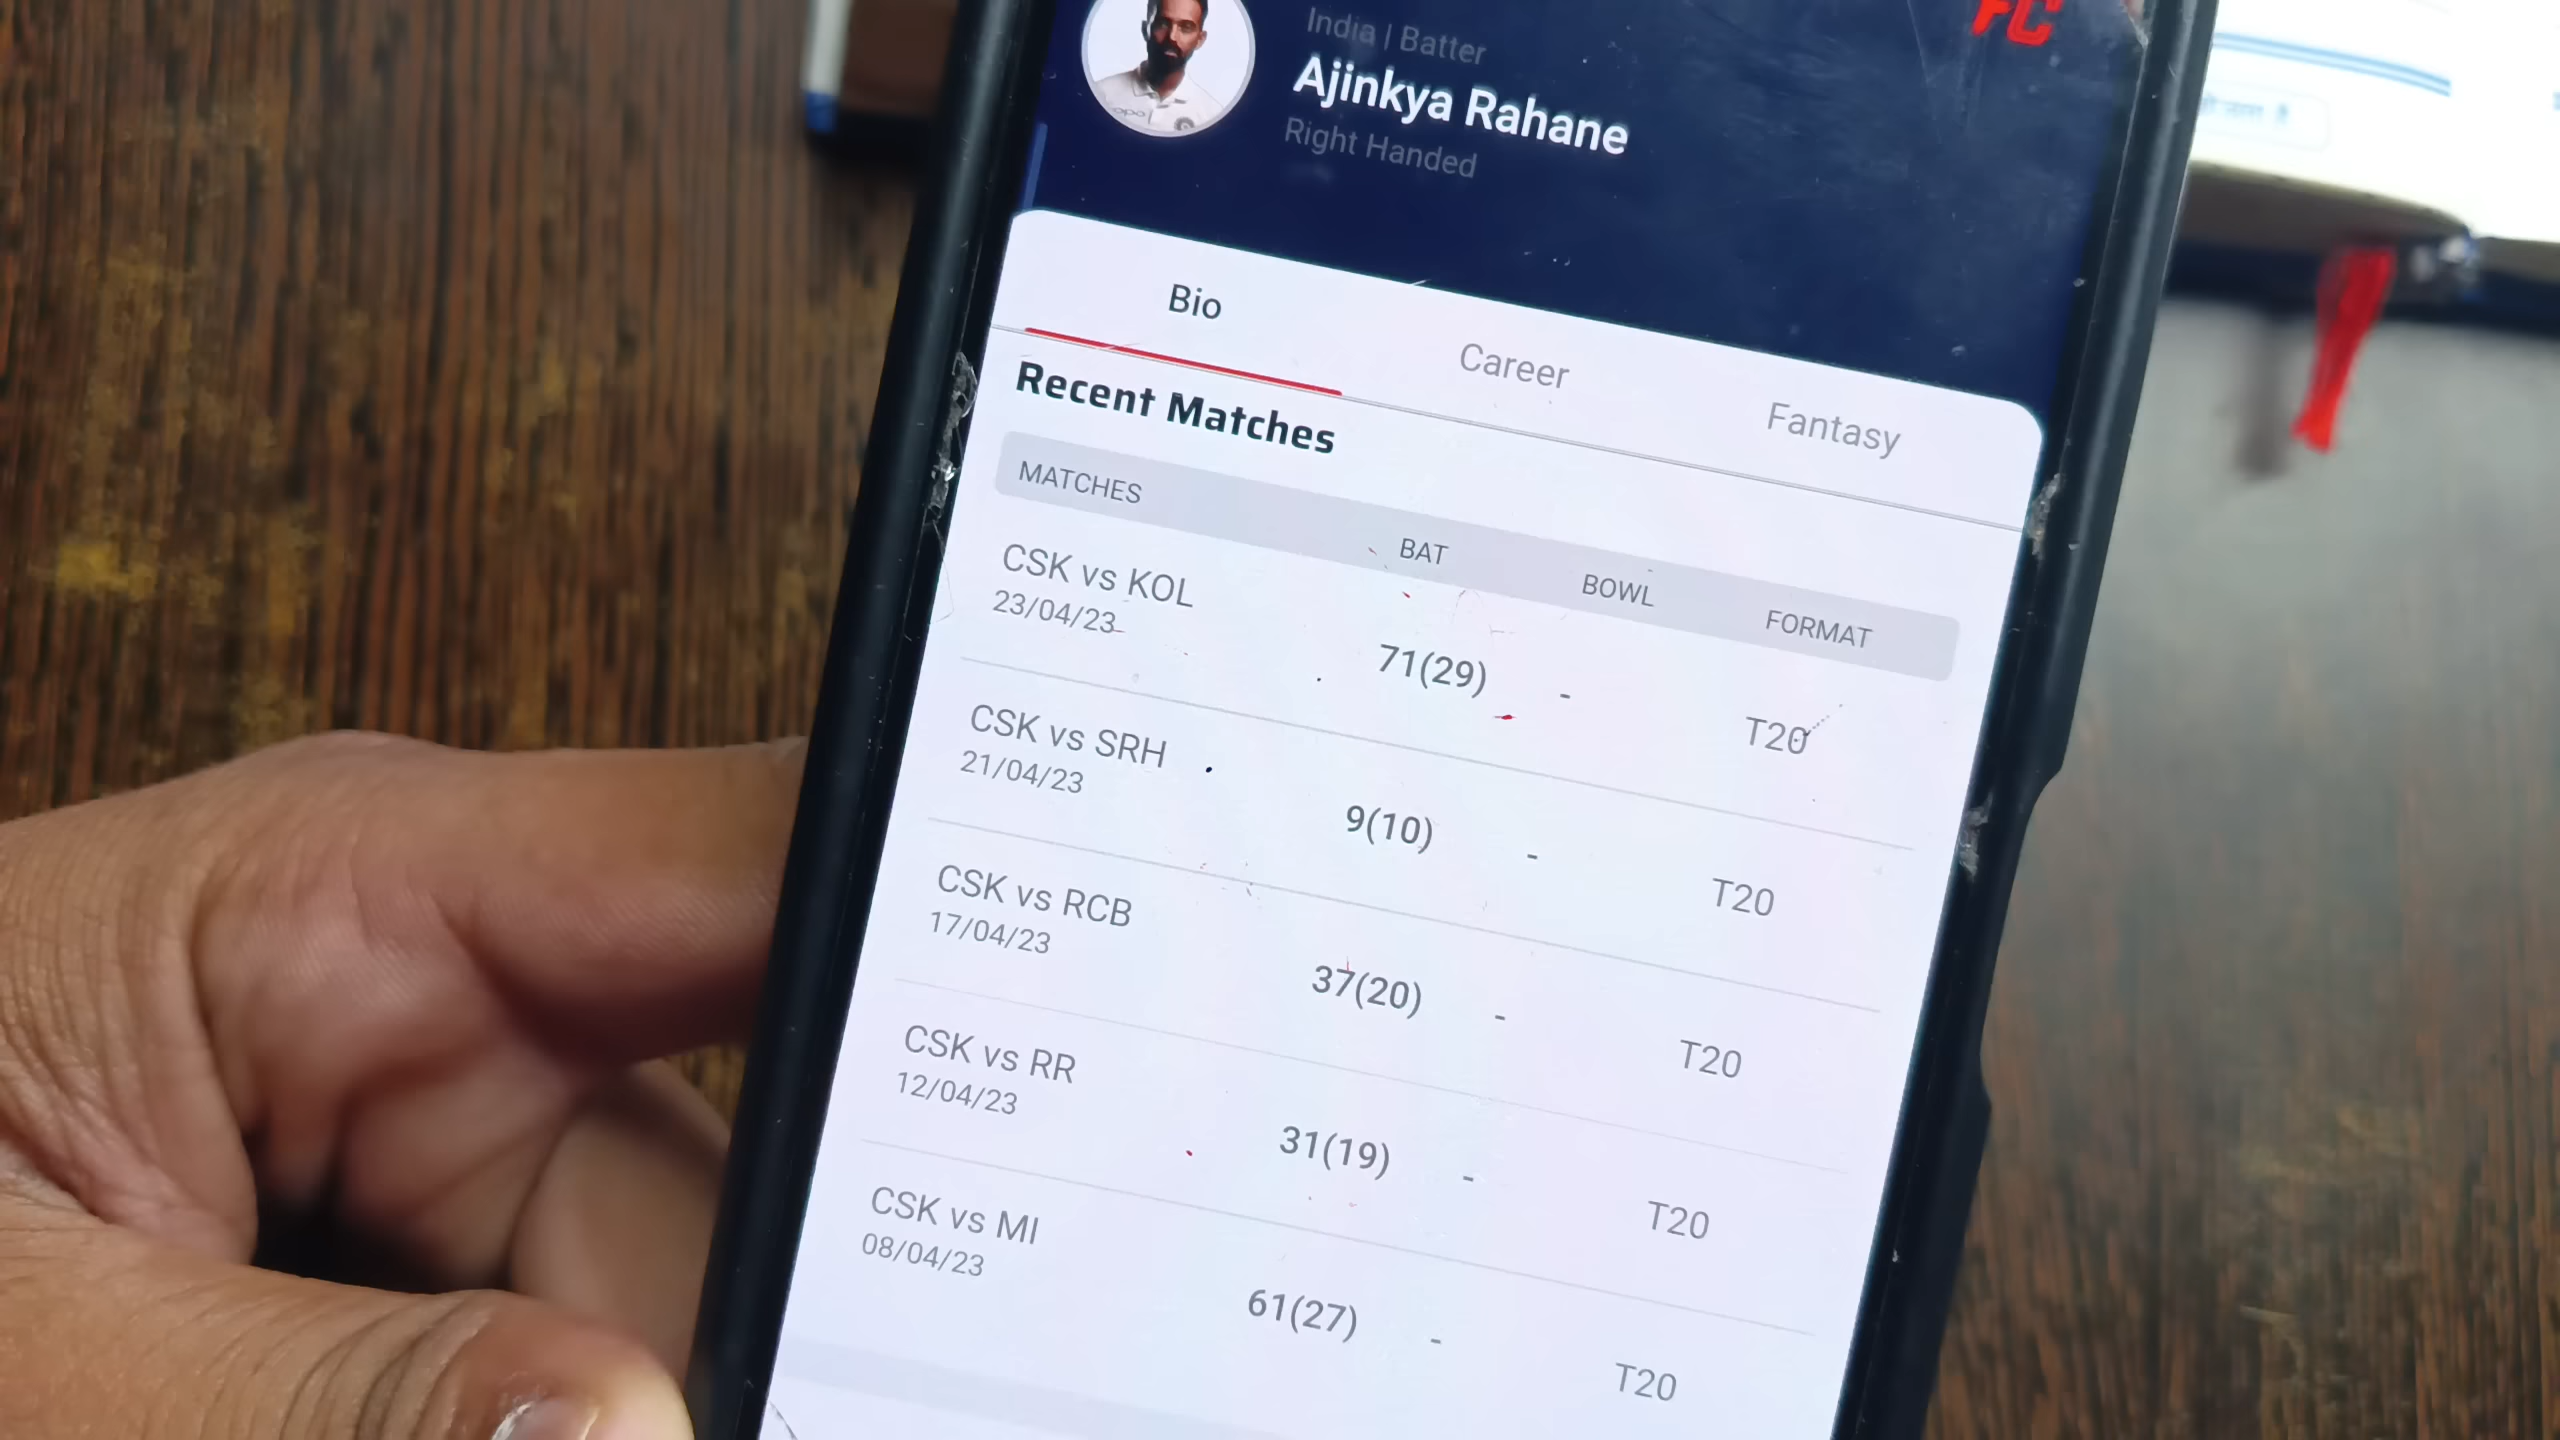 FC
India | Batter
Ajinkya Rahane
Right Handed
Bio Career Fantasy
Recent Matches
MATCHES BAT BOWL FORMAT
CSK vs KOL
23/04/23
71(29) - T20
CSK vs SRH
21/04/23
9(10) - T20
CSK vs RCB
17/04/23
37(20) - T20
CSK vs RR
12/04/23
31(19) - T20
CSK vs MI
08/04/23
61(27) - T20